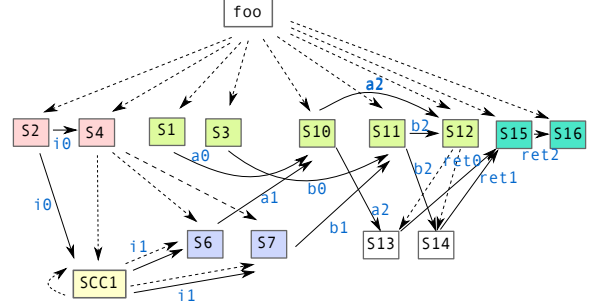 foo
a2
S2
i0
S4
S1
S3
S10
S11
b2
S12
S15
ret2
S16
a0
b0
b2
ret0
ret1
i0
a1
b1
a2
i1
S6
S7
S13
S14
SCC1
i1